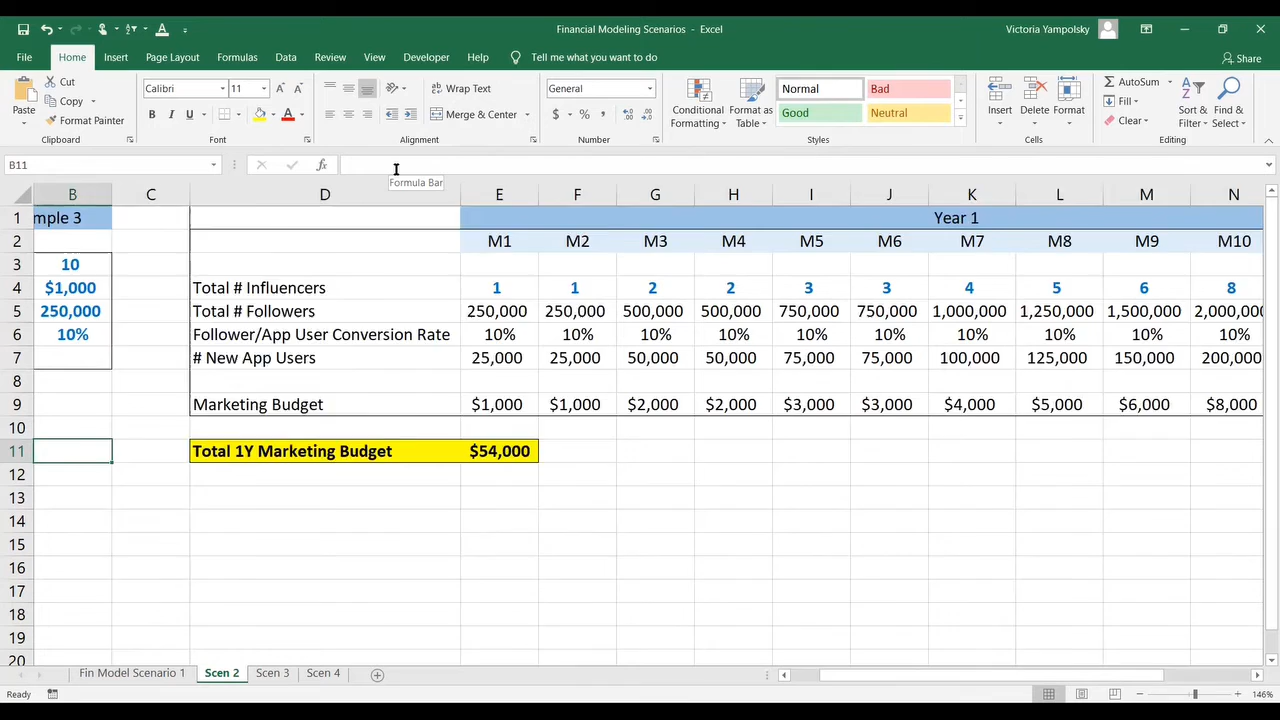 Financial Modeling Scenarios - Excel
Victoria Yampolsky
File Home Insert Page Layout Formulas Data Review View Developer Help Tell me what you want to do Share
Paste
Cut
Copy
Format Painter
Clipboard
Calibri 11
B I U
Font
Wrap Text
Merge & Center
Alignment
General
$ % ,
Number
Conditional Formatting
Format as Table
Normal Bad
Good Neutral
Styles
Insert Delete Format
Cells
AutoSum
Fill
Clear
Sort & Filter
Find & Select
Editing
B11 fx
Formula Bar
B C D E F G H I J K L M N
1 mple 3 Year 1
2 M1 M2 M3 M4 M5 M6 M7 M8 M9 M10
3 10
4 $1,000 Total # Influencers 1 1 2 2 3 3 4 5 6 8
5 250,000 Total # Followers 250,000 250,000 500,000 500,000 750,000 750,000 1,000,000 1,250,000 1,500,000 2,000,000
6 10% Follower/App User Conversion Rate 10% 10% 10% 10% 10% 10% 10% 10% 10% 10%
7 # New App Users 25,000 25,000 50,000 50,000 75,000 75,000 100,000 125,000 150,000 200,000
8
9 Marketing Budget $1,000 $1,000 $2,000 $2,000 $3,000 $3,000 $4,000 $5,000 $6,000 $8,000
10
11 Total 1Y Marketing Budget $54,000
12
13
14
15
16
17
18
19
20
Fin Model Scenario 1 Scen 2 Scen 3 Scen 4
Ready 146%